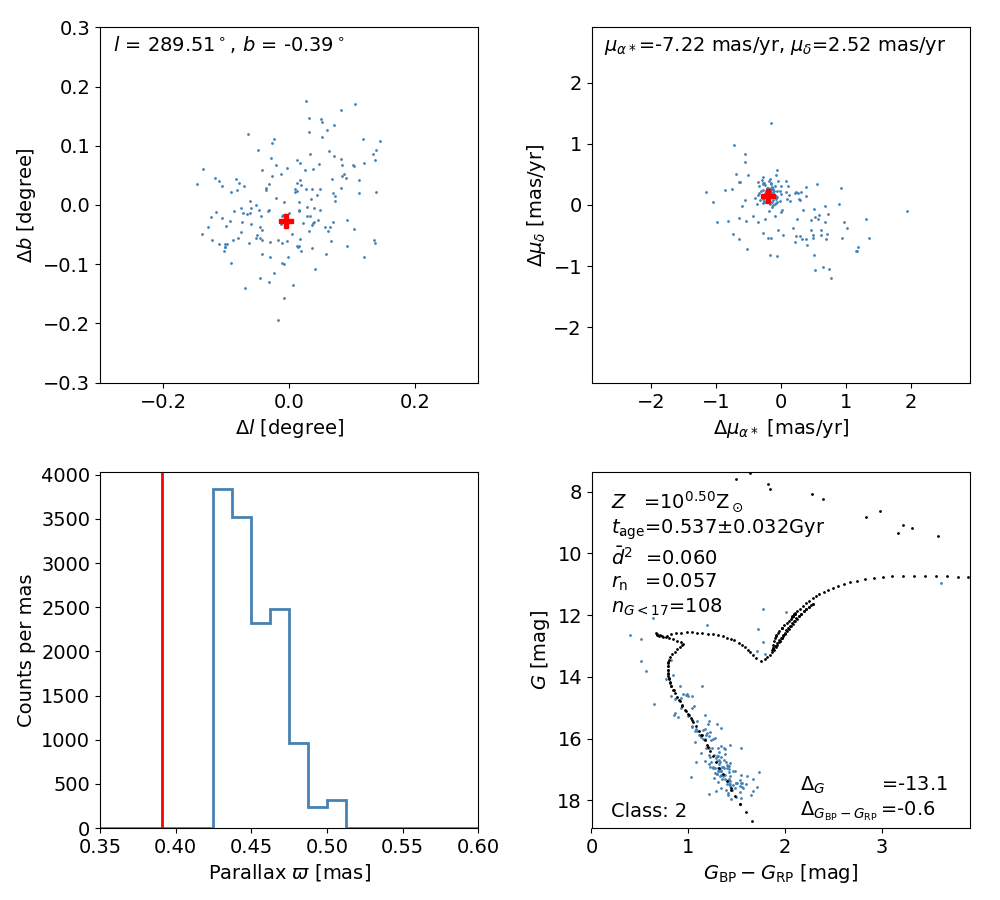 l = 289.51°, b = -0.39°
0.3
0.2
0.1
0.0
−0.1
−0.2
−0.3
−0.2
0.0
0.2
Δl [degree]
Δb [degree]
μα*=-7.22 mas/yr, μδ=2.52 mas/yr
2
1
0
−1
−2
−2
−1
0
1
2
Δμα* [mas/yr]
Δμδ [mas/yr]
4000
3500
3000
2500
2000
1500
1000
500
0
0.35
0.40
0.45
0.50
0.55
0.60
Parallax ϖ [mas]
Counts per mas
8
10
12
14
16
18
Z =10^0.50 Z⊙
t_age=0.537±0.032Gyr
d̄² =0.060
r_n =0.057
n_G<17=108
Δ_G =-13.1
Δ_GBP−GRP =-0.6
Class: 2
0
1
2
3
G_BP − G_RP [mag]
G [mag]